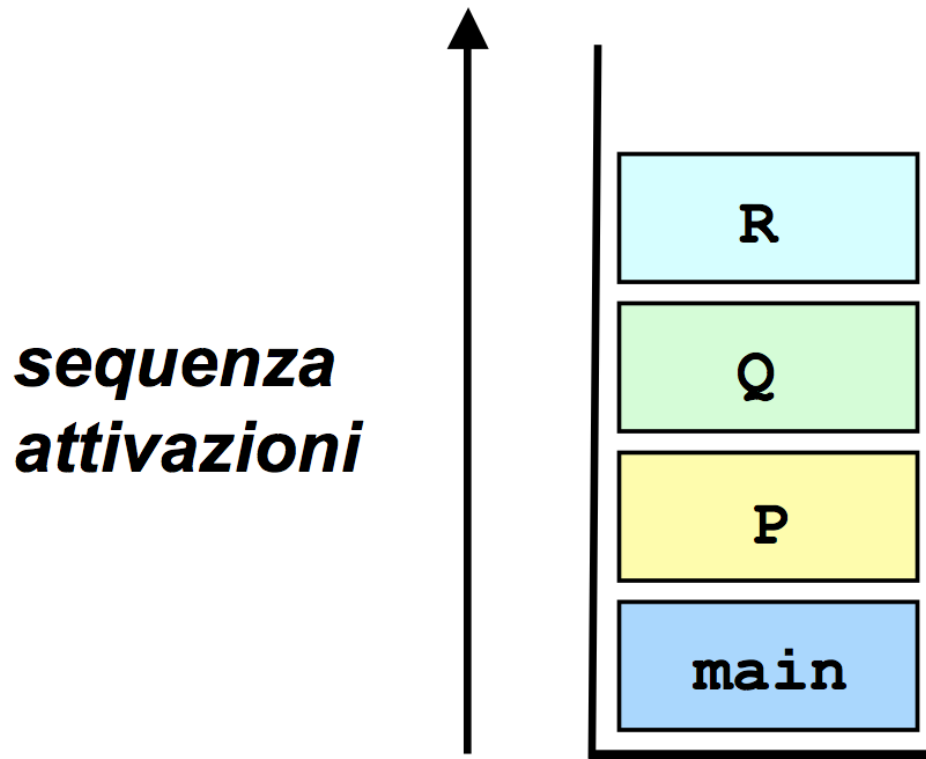 R
Q
sequenza
attivazioni
P
main